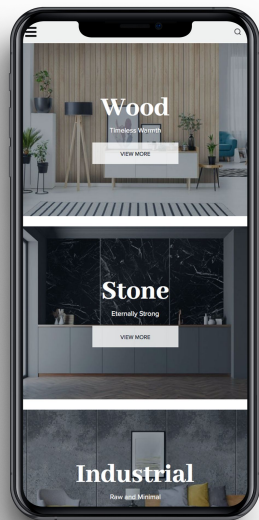 Wood
Timeless Warmth
VIEW MORE
Stone
Eternally Strong
VIEW MORE
Industrial
Raw and Minimal